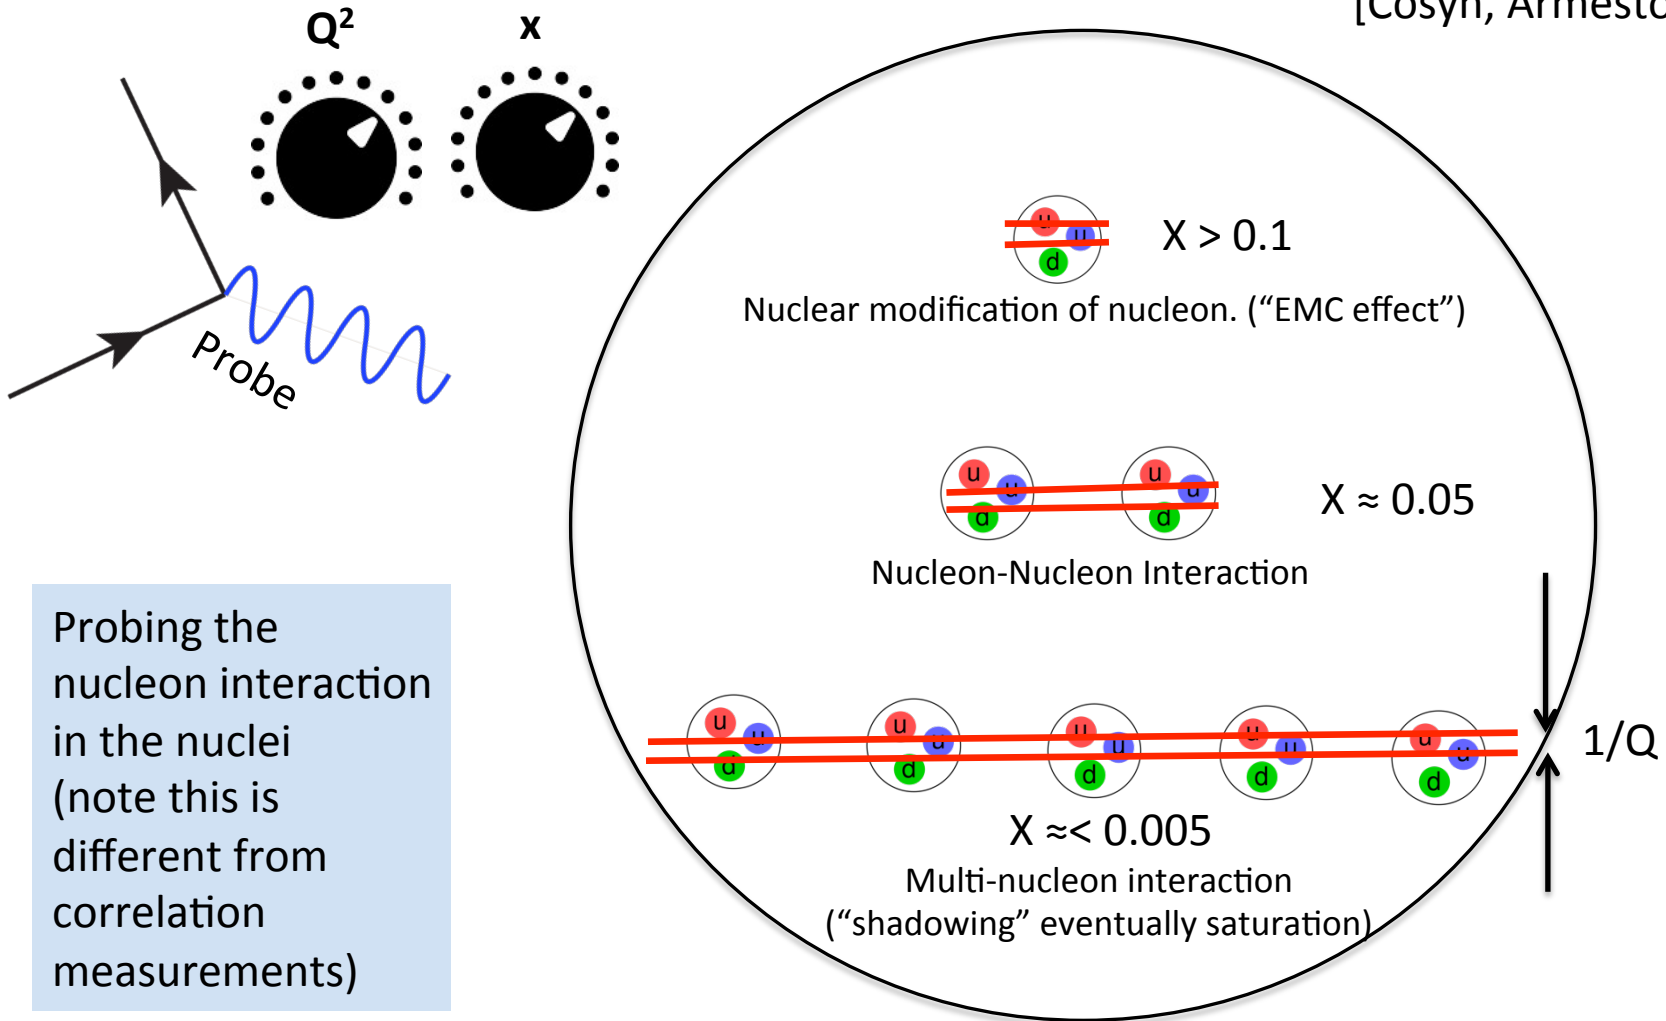 [Cosyn, Armesto
Q²
x
Probe
u
u
d
X > 0.1
Nuclear modification of nucleon. (“EMC effect”)
u
u
d
u
u
d
X ≈ 0.05
Nucleon-Nucleon Interaction
Probing the
nucleon interaction
in the nuclei
(note this is
different from
correlation
measurements)
u
u
d
u
u
d
u
u
d
u
u
d
u
u
d
1/Q
X ≈< 0.005
Multi-nucleon interaction
(“shadowing” eventually saturation)